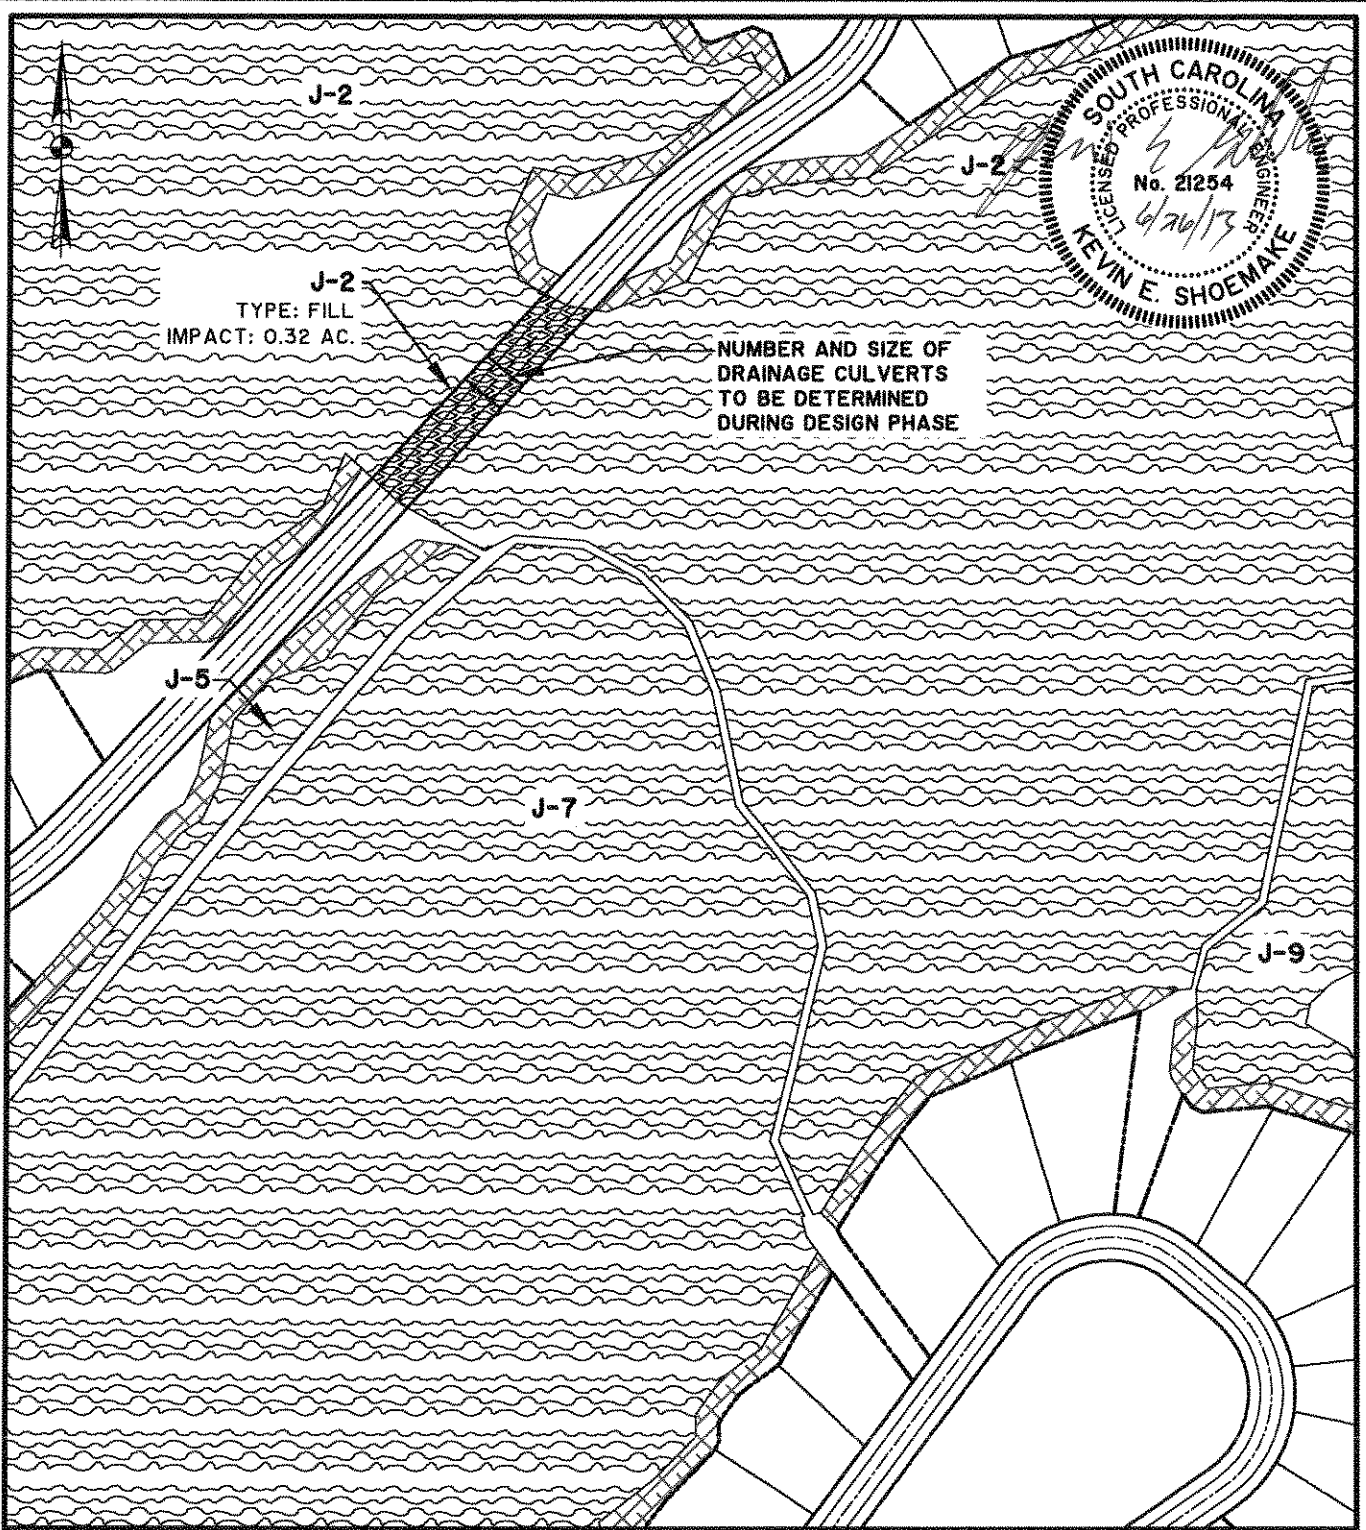 J-2
SOUTH CAROLINA
LICENSED PROFESSIONAL ENGINEER
No. 21254
6/26/13
KEVIN E. SHOEMAKE
J-2
J-2
TYPE: FILL
IMPACT: 0.32 AC.
NUMBER AND SIZE OF
DRAINAGE CULVERTS
TO BE DETERMINED
DURING DESIGN PHASE
J-5
J-7
J-9